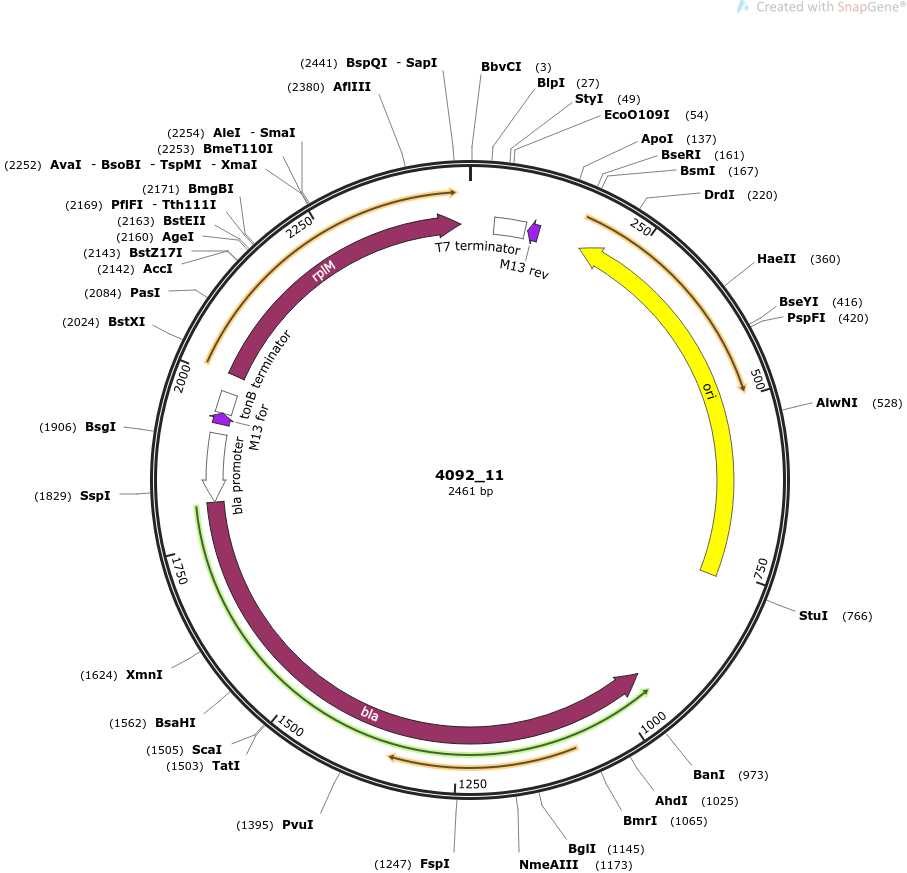 Created with SnapGene®
(2441) BspQI - SapI
(2380) AflIII
(2254) AleI - SmaI
(2253) BmeT110I
(2252) AvaI - BsoBI - TspMI - XmaI
(2171) BmgBI
(2169) PflFI - Tth111I
(2163) BstEII
(2160) AgeI
(2143) BstZ17I
(2142) AccI
(2084) PasI
(2024) BstXI
(1906) BsgI
(1829) SspI
(1624) XmnI
(1562) BsaHI
(1505) ScaI
(1503) TatI
(1395) PvuI
(1247) FspI
BbvCI (3)
BlpI (27)
StyI (49)
EcoO109I (54)
ApoI (137)
BseRI (161)
BsmI (167)
DrdI (220)
HaeII (360)
BseYI (416)
PspFI (420)
AlwNI (528)
StuI (766)
BanI (973)
AhdI (1025)
BmrI (1065)
BglI (1145)
NmeAIII (1173)
250
500
750
1000
1250
1500
1750
2000
2250
rplM
T7 terminator
M13 rev
ori
tonB terminator
M13 for
bla promoter
bla
4092_11
2461 bp